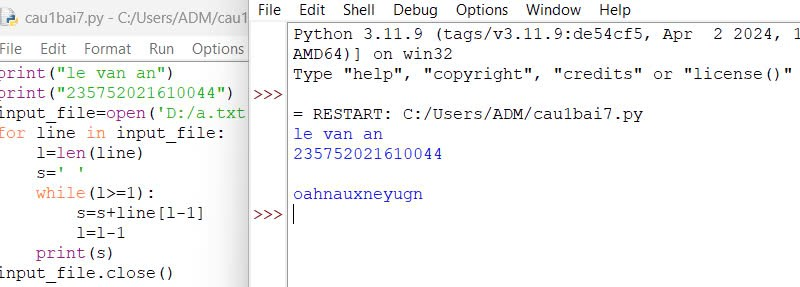 cau1bai7.py - C:/Users/ADM/cau1
File Edit Format Run Options
print("le van an")
print("235752021610044")
input_file=open('D:/a.txt
for line in input_file:
l=len(line)
s=' '
while(l>=1):
s=s+line[l-1]
l=l-1
print(s)
input_file.close()
File Edit Shell Debug Options Window Help
Python 3.11.9 (tags/v3.11.9:de54cf5, Apr 2 2024, 1
AMD64)] on win32
Type "help", "copyright", "credits" or "license()"
>>>
= RESTART: C:/Users/ADM/cau1bai7.py
le van an
235752021610044
oahnauxneyugn
>>>